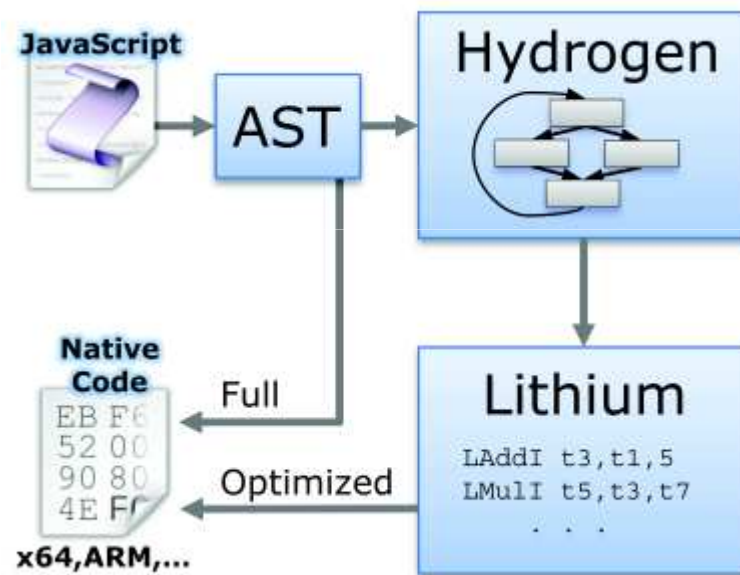 JavaScript
AST
Hydrogen
Native
Code
EB F6
52 00
90 80
4E F0
x64,ARM,...
Full
Optimized
Lithium
LAddI t3,t1,5
LMulI t5,t3,t7
. . .